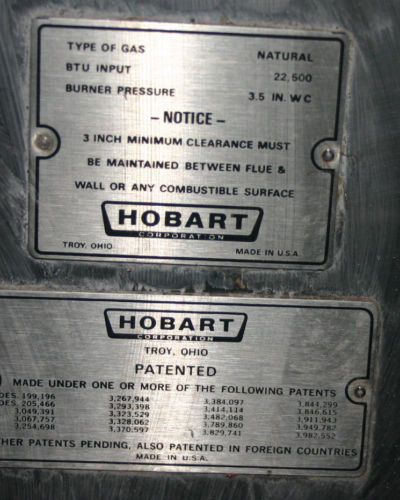 TYPE OF GAS NATURAL
BTU INPUT 22,500
BURNER PRESSURE 3.5 IN. WC
– NOTICE –
3 INCH MINIMUM CLEARANCE MUST
BE MAINTAINED BETWEEN FLUE &
WALL OR ANY COMBUSTIBLE SURFACE
HOBART
CORPORATION
TROY, OHIO MADE IN U.S.A.
HOBART
CORPORATION
TROY, OHIO
PATENTED
MADE UNDER ONE OR MORE OF THE FOLLOWING PATENTS
DES. 199,196 3,267,944 3,384,097 3,844,299
DES. 205,466 3,293,398 3,414,114 3,846,615
3,049,391 3,323,529 3,482,068 3,911,943
3,067,757 3,328,062 3,789,860 3,949,782
3,254,698 3,370,597 3,829,741 3,982,552
HER PATENTS PENDING, ALSO PATENTED IN FOREIGN COUNTRIES
MADE IN U.S.A.